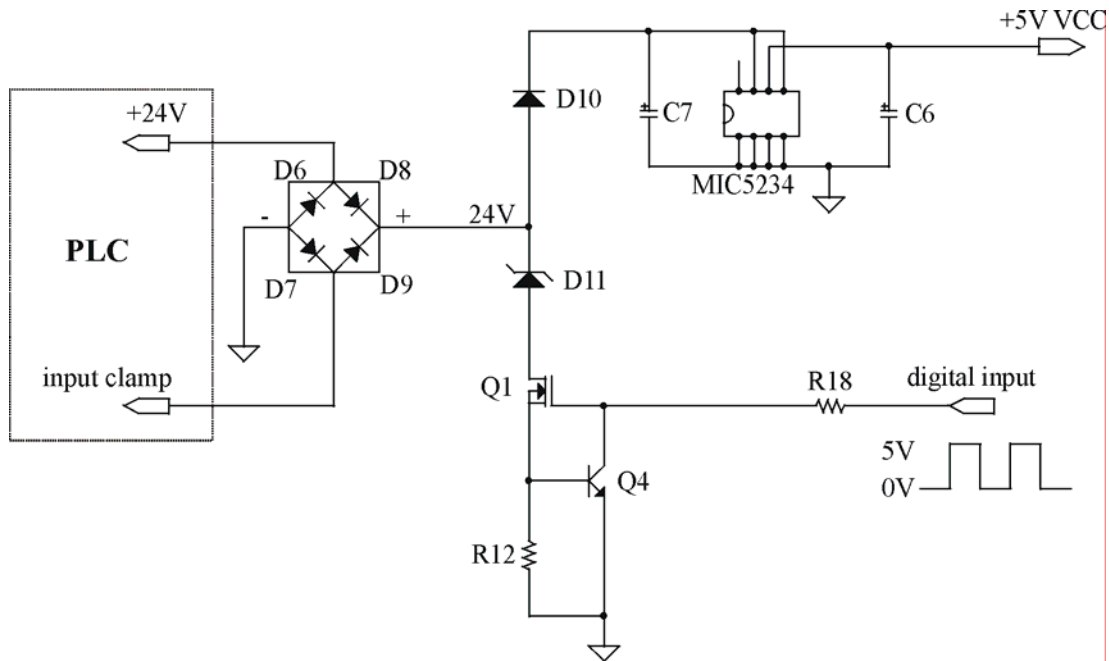 +5V VCC
D10
C7
C6
MIC5234
+24V
D6
D8
-
+
24V
PLC
D7
D9
D11
input clamp
Q1
R18
digital input
5V
0V
Q4
R12